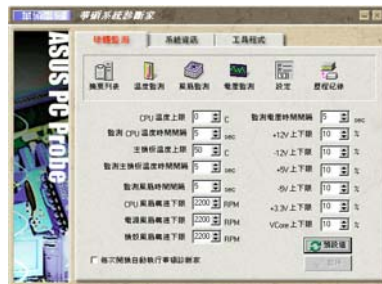 華碩系統診斷家
硬體監測 系統資訊 工具程式
ASUS PC Probe
摘要列表 溫度監測 風扇監測 電壓監測 設定 歷程紀錄
CPU 溫度上限 0 C 監測電壓時間間隔 5 sec
監測 CPU 溫度時間間隔 5 sec +12V 上下限 10 %
主機板溫度上限 50 C -12V 上下限 10 %
監測主機板溫度時間間隔 5 sec +5V 上下限 10 %
監測風扇時間間隔 5 sec -5V 上下限 10 %
CPU 風扇轉速下限 2200 RPM +3.3V 上下限 10 %
電源風扇轉速下限 2200 RPM VCore 上下限 10 %
機殼風扇轉速下限 2200 RPM 預設值
每次開機自動執行華碩診斷家